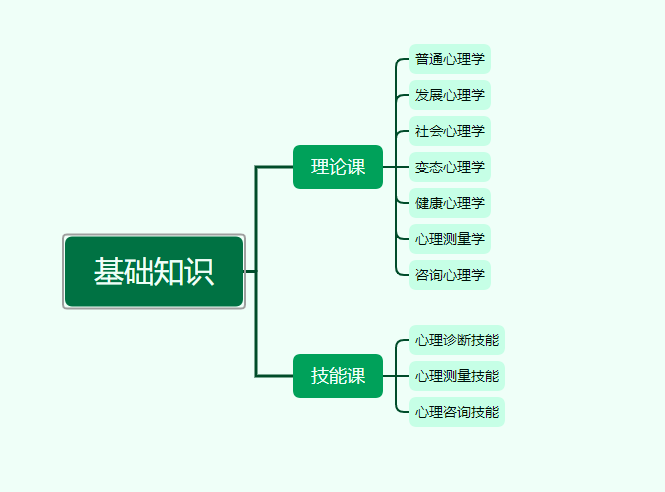 基础知识
理论课
普通心理学
发展心理学
社会心理学
变态心理学
健康心理学
心理测量学
咨询心理学
技能课
心理诊断技能
心理测量技能
心理咨询技能